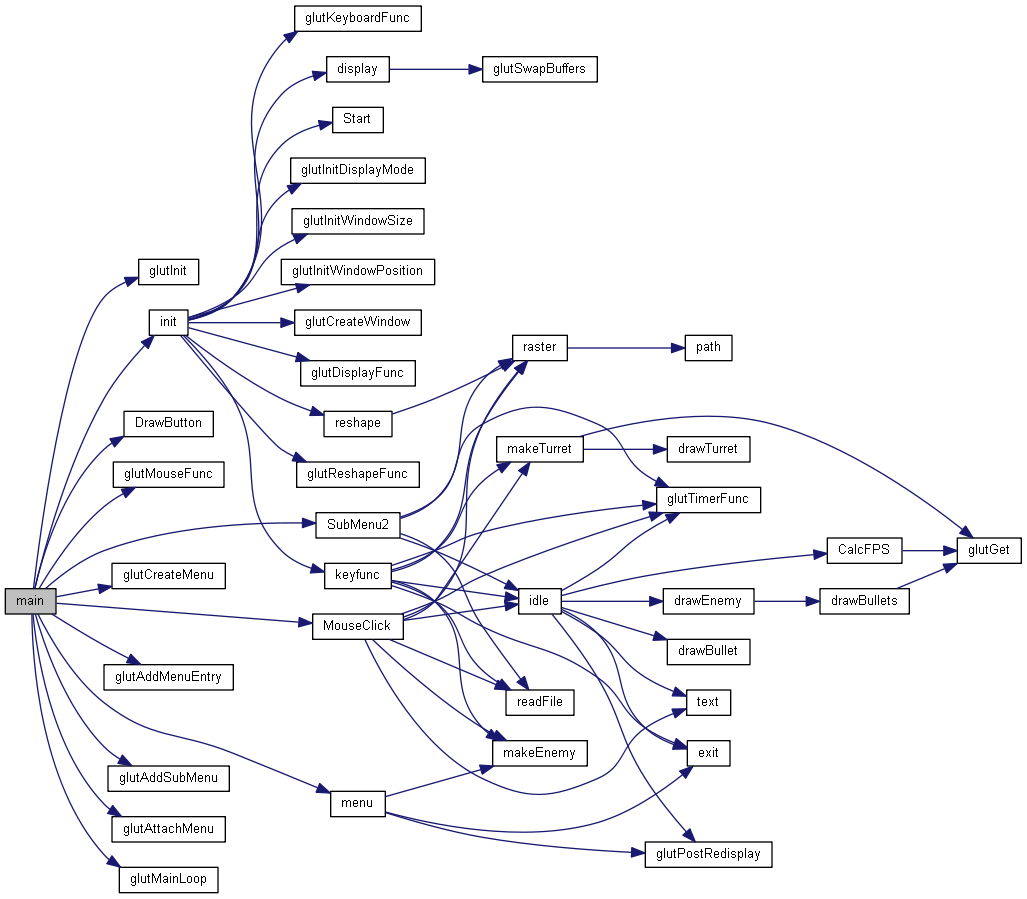 glutKeyboardFunc
display
glutSwapBuffers
Start
glutInitDisplayMode
glutInitWindowSize
glutInit
glutInitWindowPosition
init
glutCreateWindow
raster
path
glutDisplayFunc
DrawButton
reshape
makeTurret
drawTurret
glutMouseFunc
glutReshapeFunc
glutTimerFunc
SubMenu2
CalcFPS
glutGet
glutCreateMenu
keyfunc
main
idle
drawEnemy
drawBullets
MouseClick
drawBullet
glutAddMenuEntry
readFile
text
makeEnemy
exit
glutAddSubMenu
menu
glutAttachMenu
glutPostRedisplay
glutMainLoop